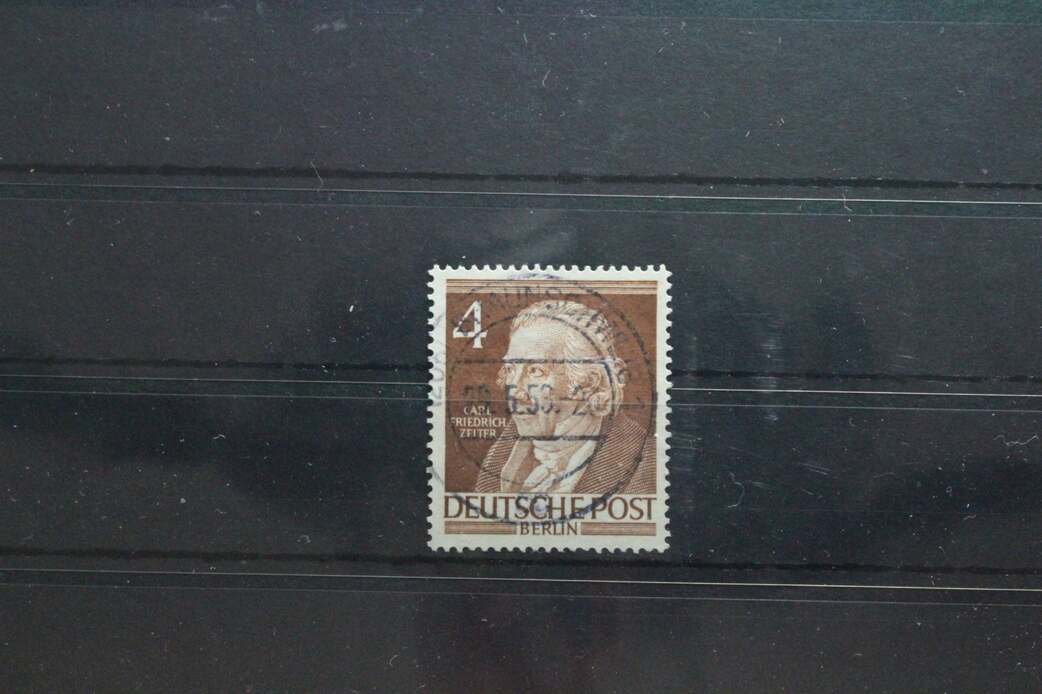 4
CARL
FRIEDRICH
ZELTER
DEUTSCHE POST
BERLIN